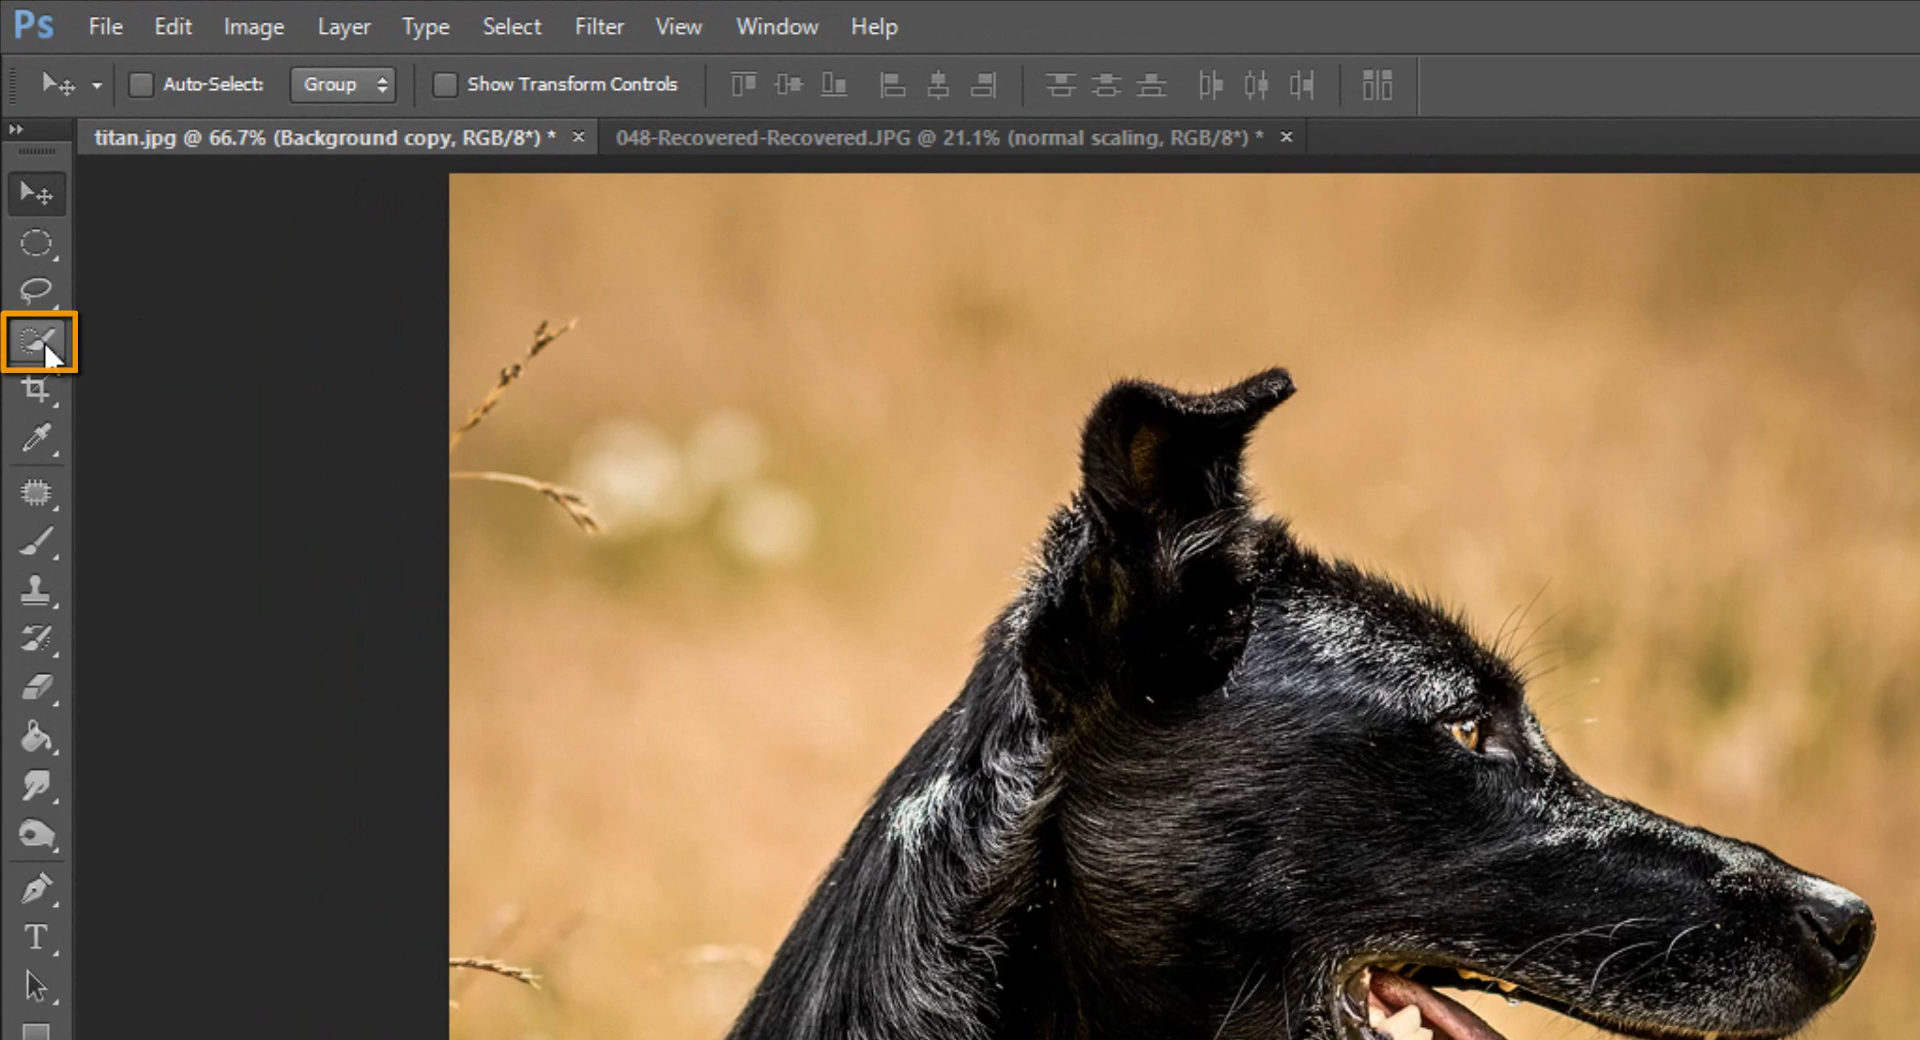 Ps File Edit Image Layer Type Select Filter View Window Help
Auto-Select: Group Show Transform Controls
titan.jpg @ 66.7% (Background copy, RGB/8*) * × 048-Recovered-Recovered.JPG @ 21.1% (normal scaling, RGB/8*) * ×
T